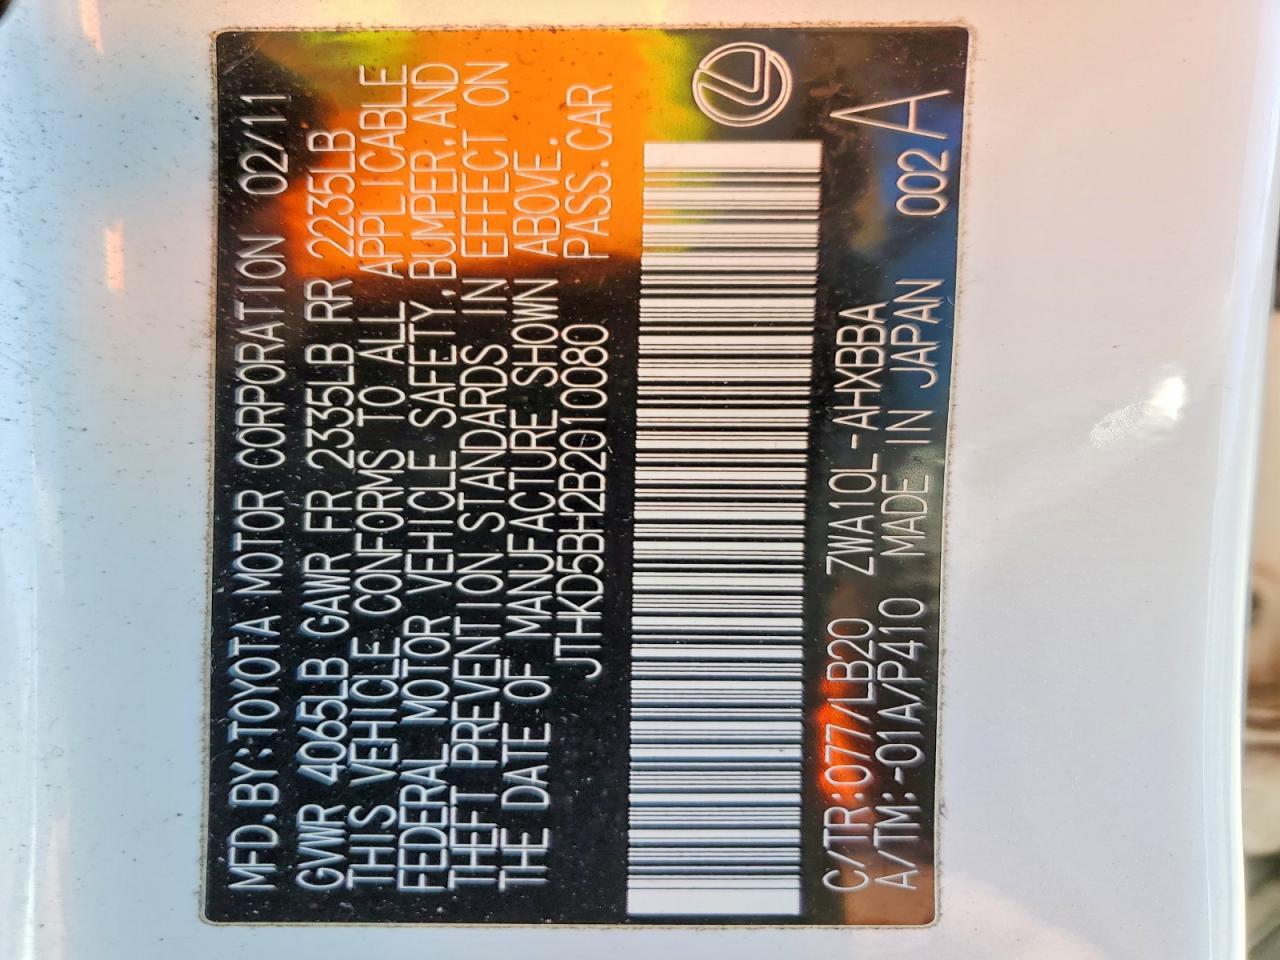 MFD.BY:TOYOTA MOTOR CORPORATION 02/11
GVWR 4065LB GAWR FR 2335LB RR 2235LB
THIS VEHICLE CONFORMS TO ALL APPLICABLE
FEDERAL MOTOR VEHICLE SAFETY,BUMPER,AND
THEFT PREVENTION STANDARDS IN EFFECT ON
THE DATE OF MANUFACTURE SHOWN ABOVE.
JTHKD5BH2B2010080 PASS.CAR
C/TR:077/LB20 ZWA10L-AHXBBA
A/TM:-01A/P410 MADE IN JAPAN 002 A